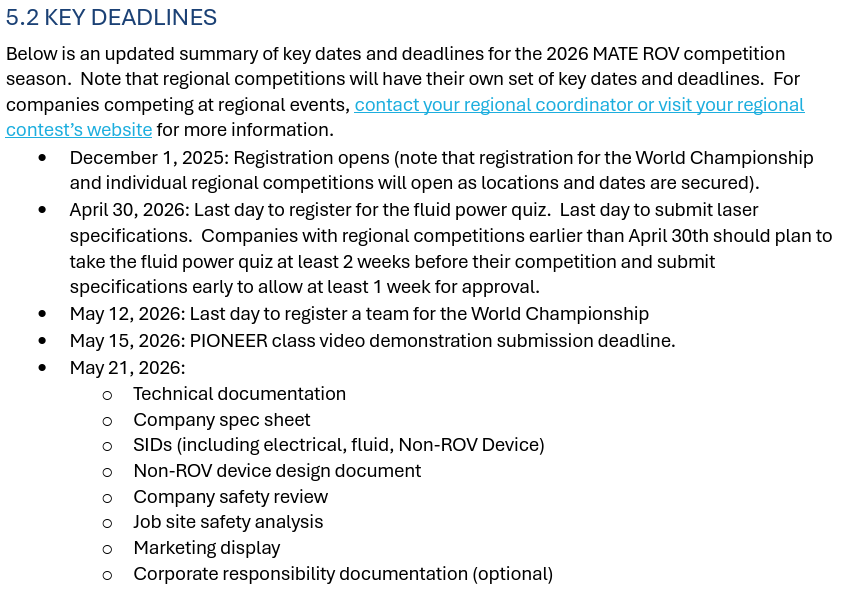 5.2 KEY DEADLINES
Below is an updated summary of key dates and deadlines for the 2026 MATE ROV competition
season.  Note that regional competitions will have their own set of key dates and deadlines.  For
companies competing at regional events, contact your regional coordinator or visit your regional
contest's website for more information.
• December 1, 2025: Registration opens (note that registration for the World Championship
and individual regional competitions will open as locations and dates are secured).
• April 30, 2026: Last day to register for the fluid power quiz.  Last day to submit laser
specifications.  Companies with regional competitions earlier than April 30th should plan to
take the fluid power quiz at least 2 weeks before their competition and submit
specifications early to allow at least 1 week for approval.
• May 12, 2026: Last day to register a team for the World Championship
• May 15, 2026: PIONEER class video demonstration submission deadline.
• May 21, 2026:
o Technical documentation
o Company spec sheet
o SIDs (including electrical, fluid, Non-ROV Device)
o Non-ROV device design document
o Company safety review
o Job site safety analysis
o Marketing display
o Corporate responsibility documentation (optional)